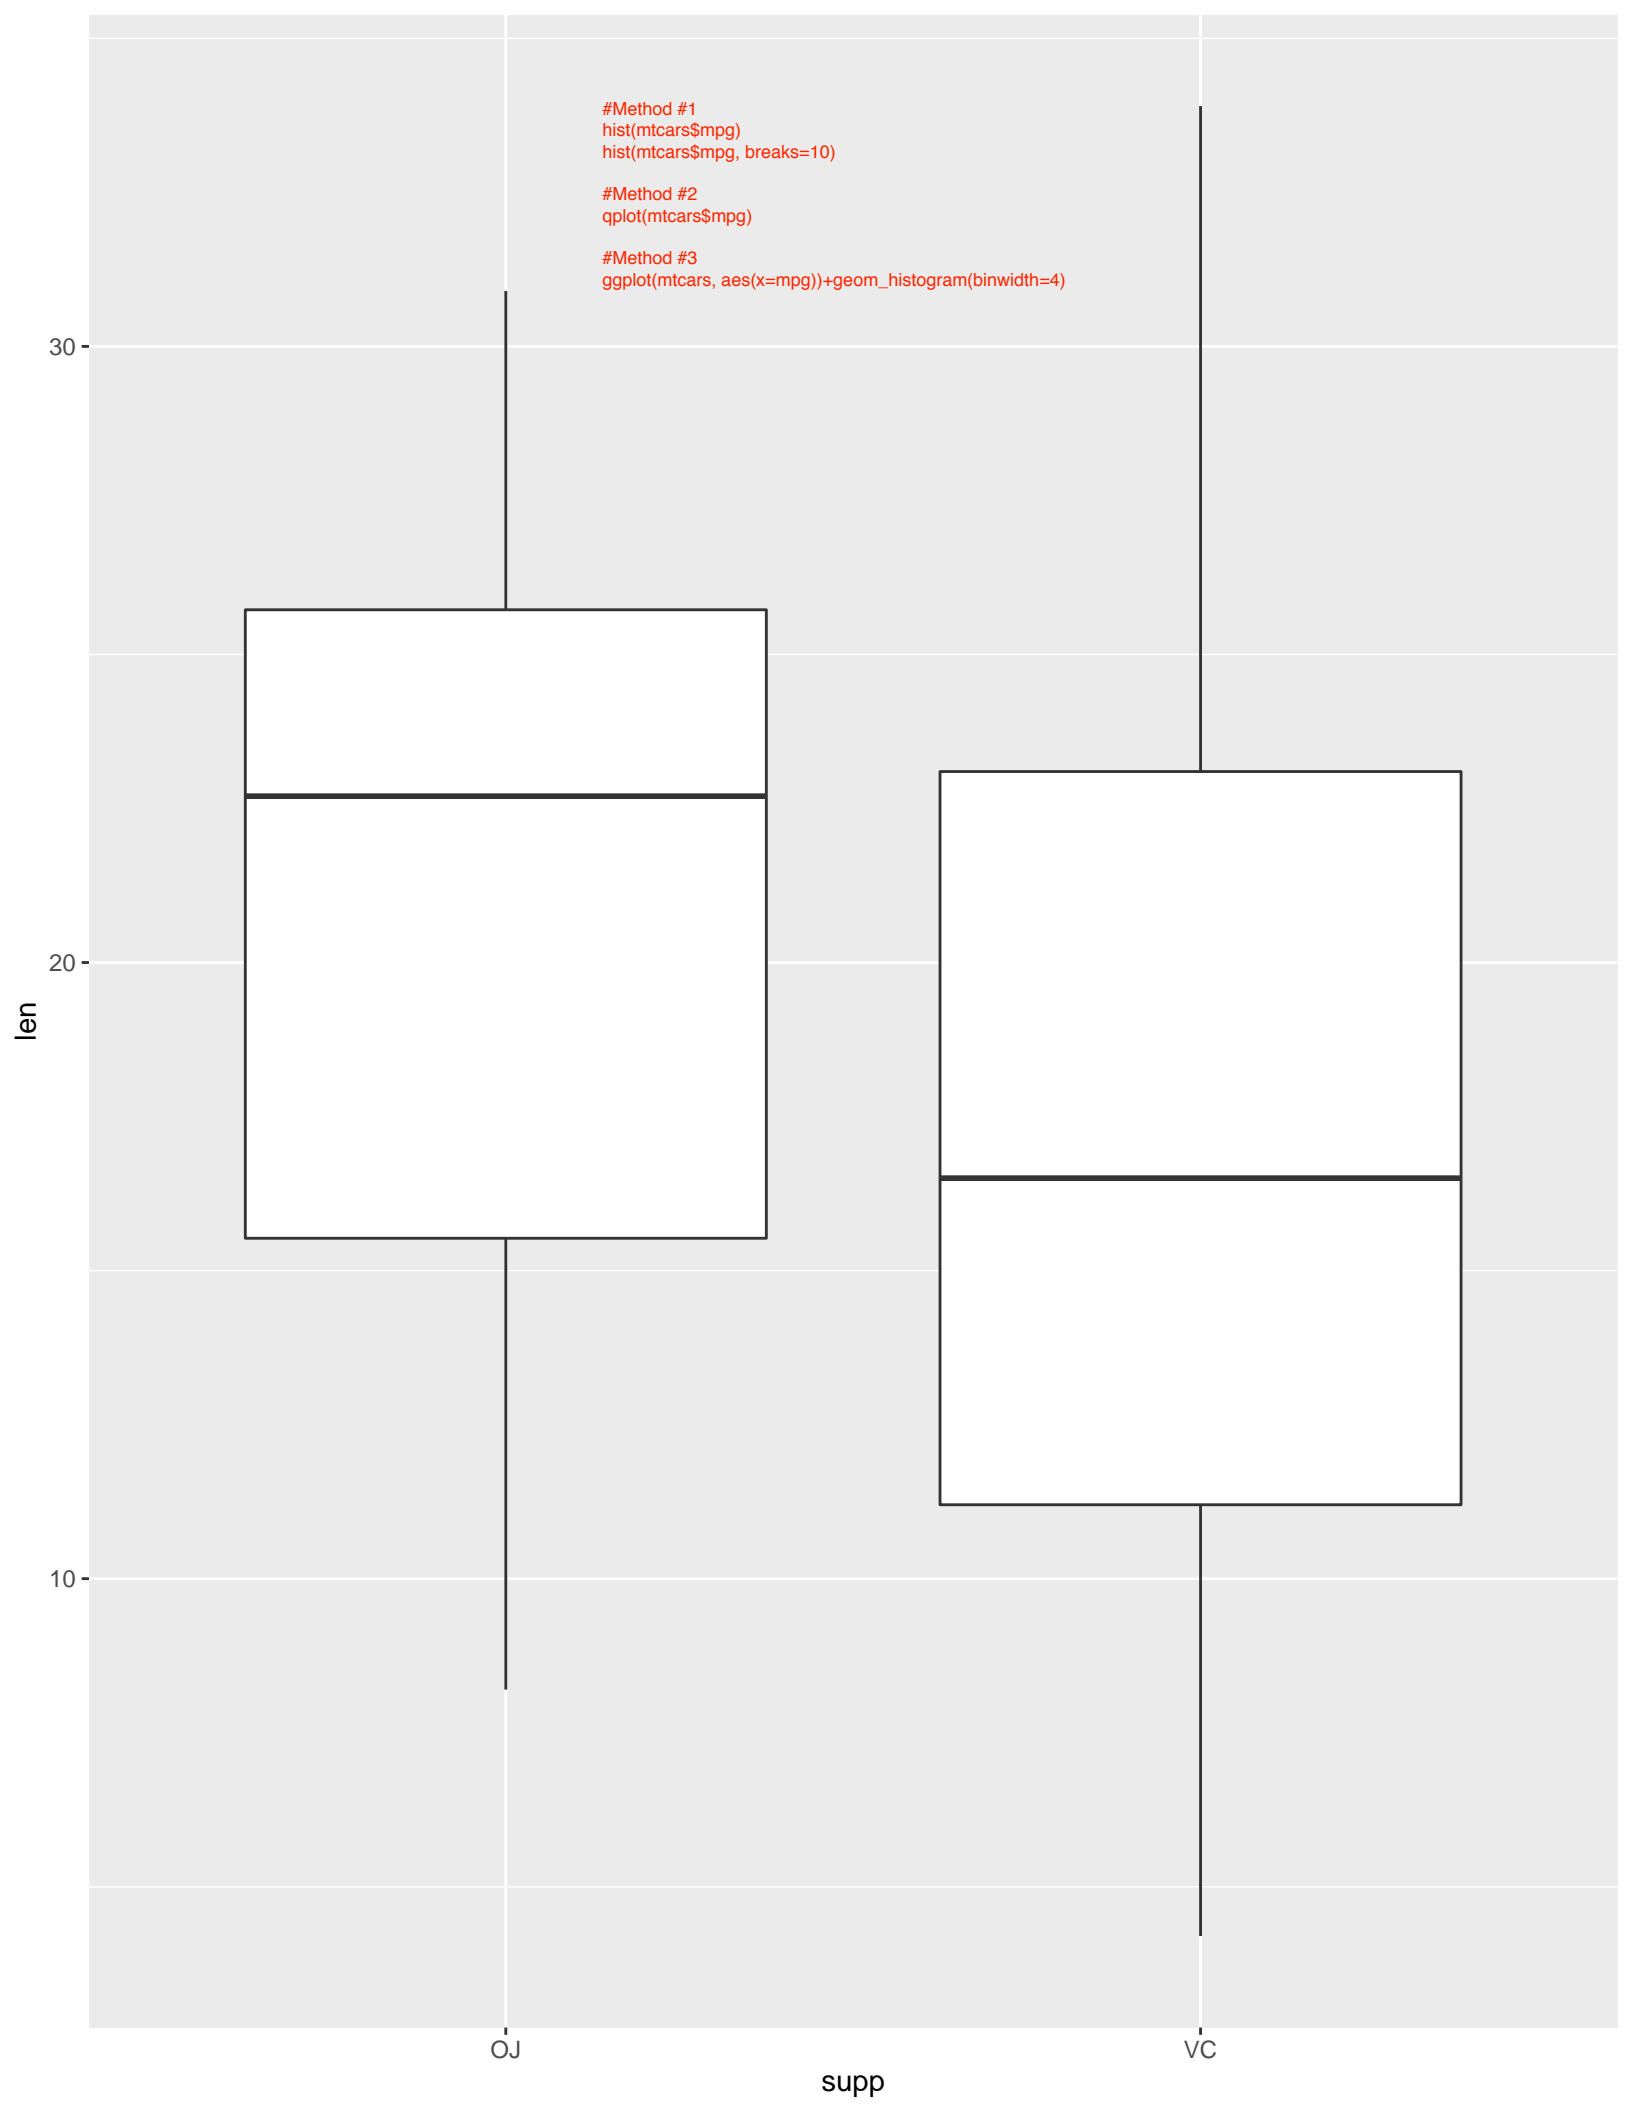 #Method #1
hist(mtcars$mpg)
hist(mtcars$mpg, breaks=10)
#Method #2
qplot(mtcars$mpg)
#Method #3
ggplot(mtcars, aes(x=mpg))+geom_histogram(binwidth=4)
30
20
10
len
OJ
VC
supp